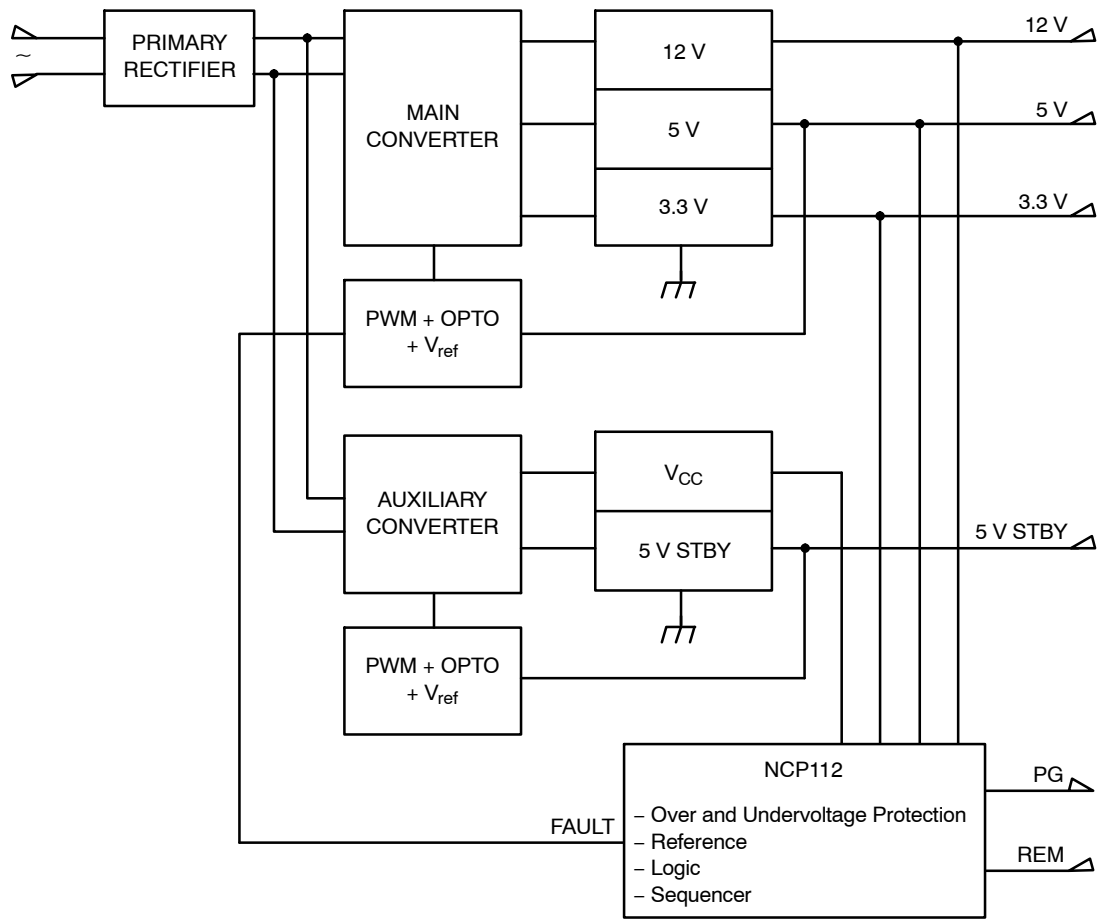 ~
PRIMARY
RECTIFIER
MAIN
CONVERTER
12 V
5 V
3.3 V
12 V
5 V
3.3 V
PWM + OPTO
+ Vref
AUXILIARY
CONVERTER
VCC
5 V STBY
5 V STBY
PWM + OPTO
+ Vref
NCP112
– Over and Undervoltage Protection
– Reference
– Logic
– Sequencer
FAULT
PG
REM